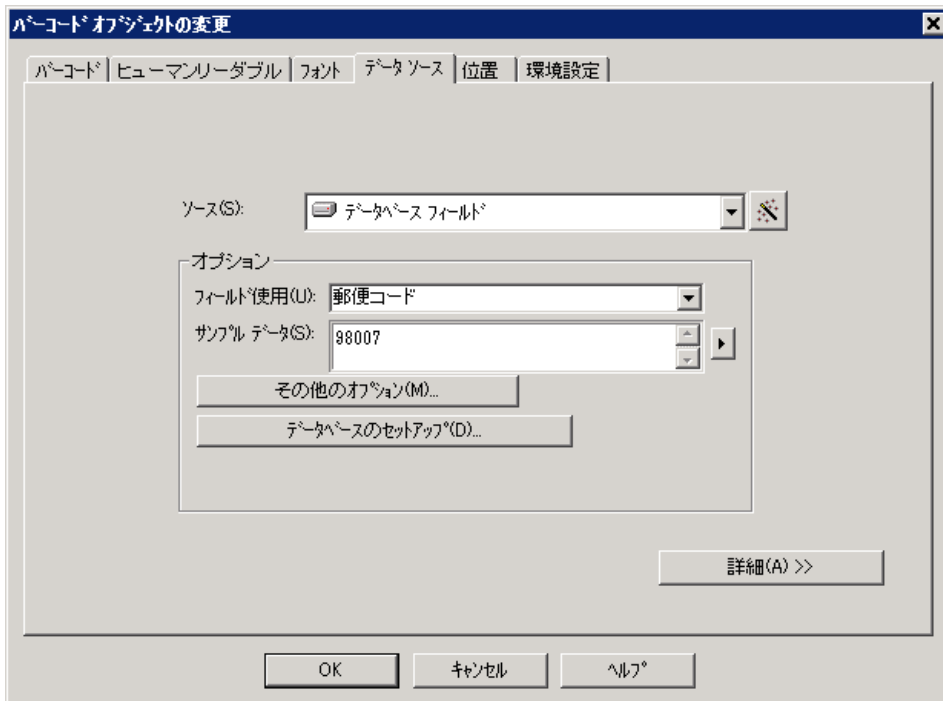 ﾊﾞｰｺｰﾄﾞ ｵﾌﾞｼﾞｪｸﾄの変更
ﾊﾞｰｺｰﾄﾞ ヒューマンリーダブル ﾌｫﾝﾄ ﾃﾞｰﾀ ｿｰｽ 位置 環境設定
ｿｰｽ(S): ﾃﾞｰﾀﾍﾞｰｽ ﾌｨｰﾙﾄﾞ
オプション
ﾌｨｰﾙﾄﾞ使用(U): 郵便コード
ｻﾝﾌﾟﾙ ﾃﾞｰﾀ(S): 98007
その他のｵﾌﾟｼｮﾝ(M)...
ﾃﾞｰﾀﾍﾞｰｽのｾｯﾄｱｯﾌﾟ(D)...
詳細(A) >>
OK ｷｬﾝｾﾙ ﾍﾙﾌﾟ